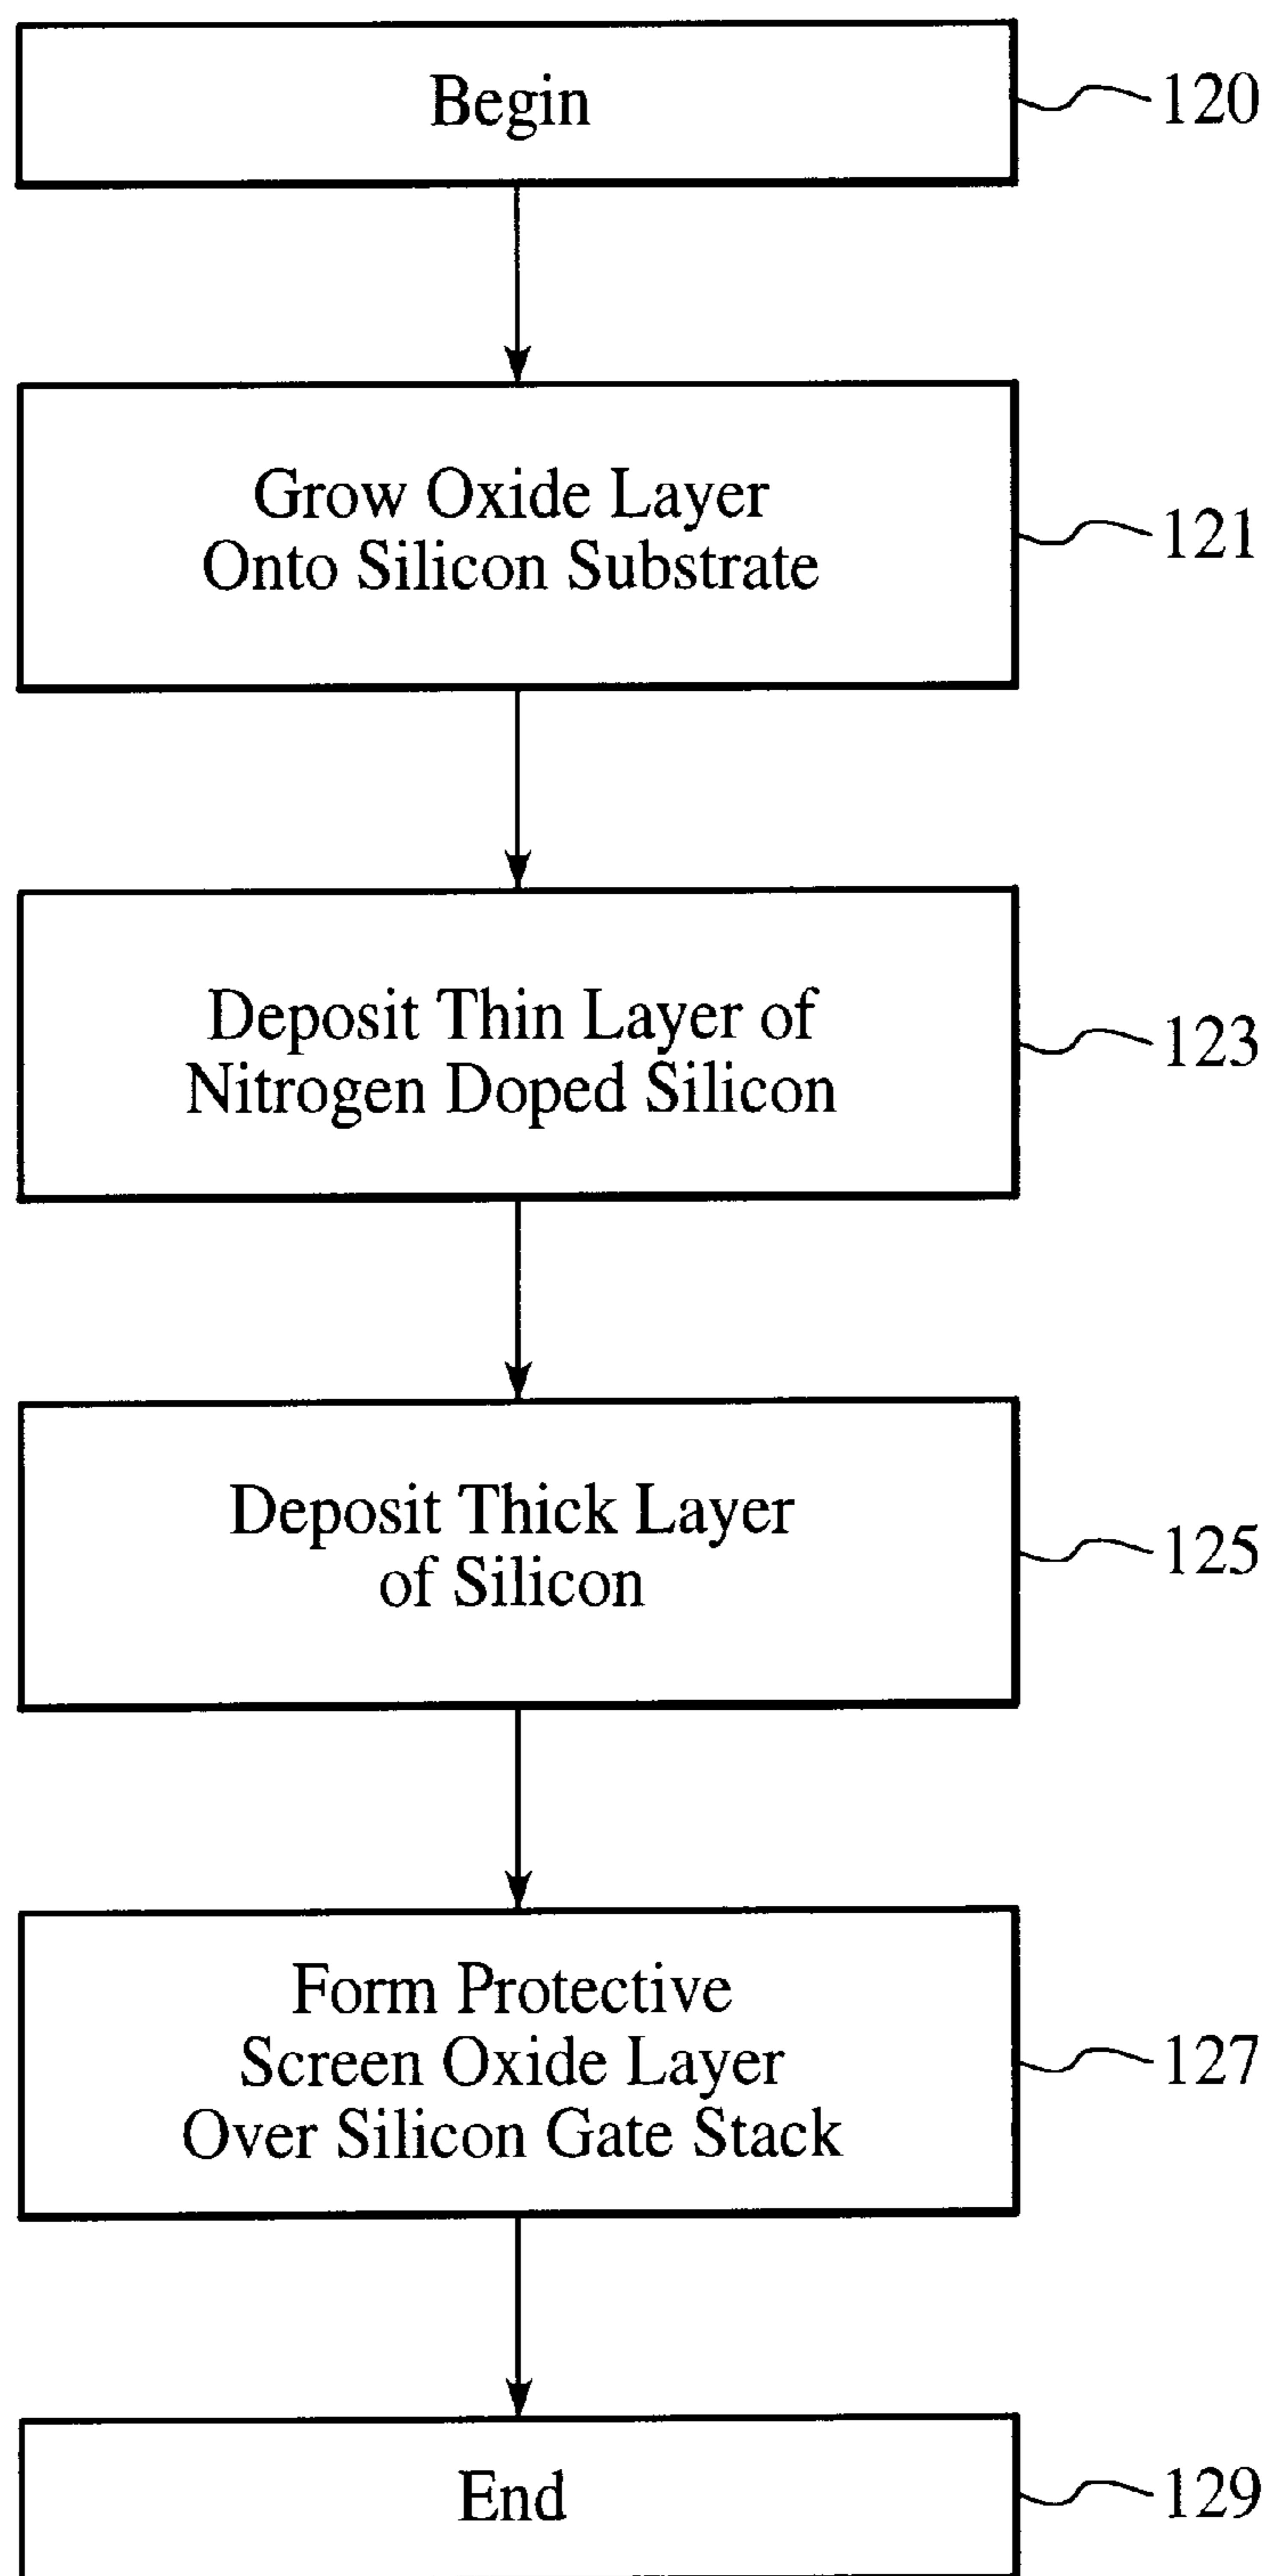 Begin
120
Grow Oxide Layer
Onto Silicon Substrate
121
Deposit Thin Layer of
Nitrogen Doped Silicon
123
Deposit Thick Layer
of Silicon
125
Form Protective
Screen Oxide Layer
Over Silicon Gate Stack
127
End
129